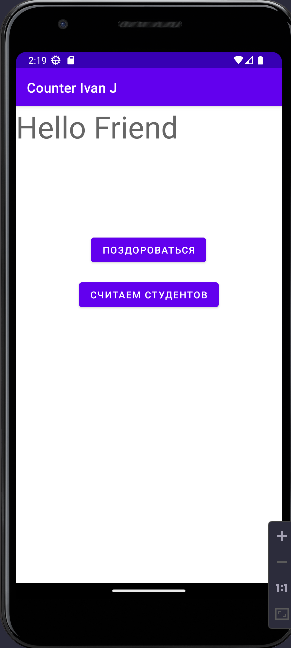 2:19
Counter Ivan J
Hello Friend
ПОЗДОРОВАТЬСЯ
СЧИТАЕМ СТУДЕНТОВ
1:1